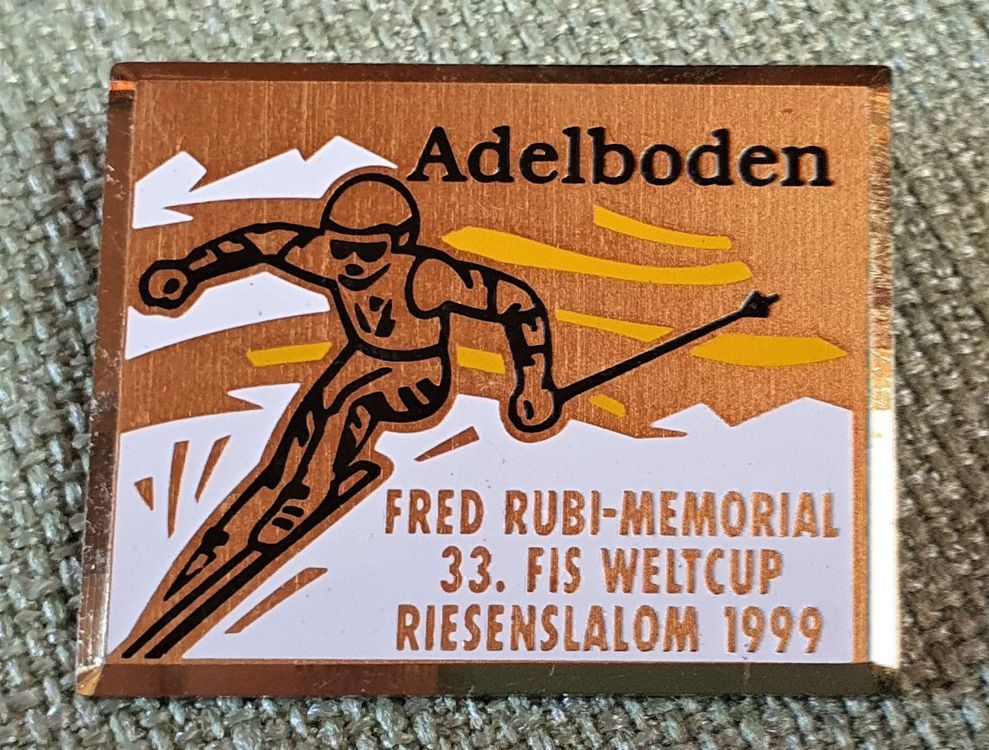 Adelboden
FRED RUBI-MEMORIAL
33. FIS WELTCUP
RIESENSLALOM 1999